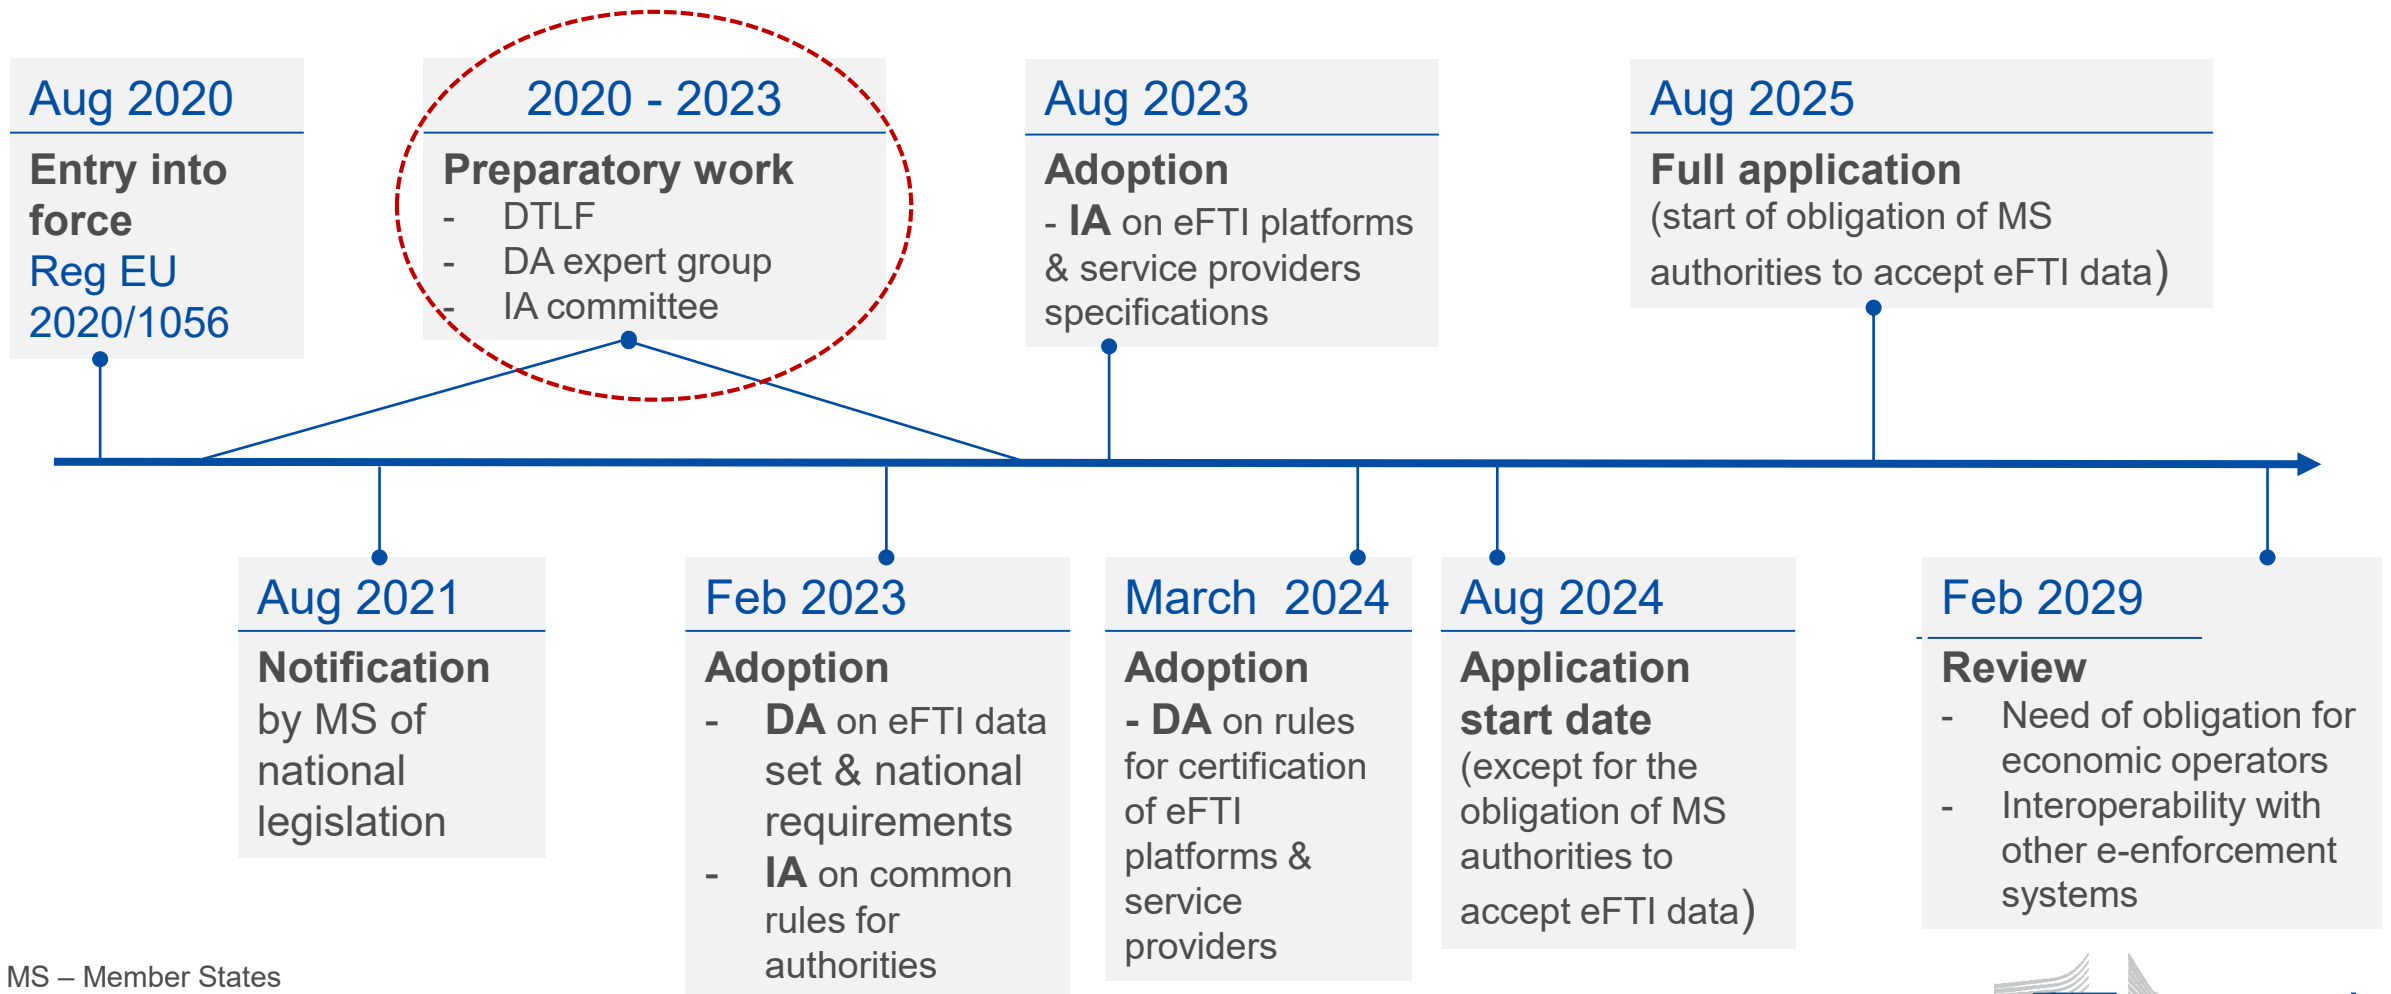 Aug 2020
Entry into
force
Reg EU
2020/1056
2020 - 2023
Preparatory work
- DTLF
- DA expert group
- IA committee
Aug 2023
Adoption
- IA on eFTI platforms
& service providers
specifications
Aug 2025
Full application
(start of obligation of MS
authorities to accept eFTI data)
Aug 2021
Notification
by MS of
national
legislation
Feb 2023
Adoption
- DA on eFTI data
set & national
requirements
- IA on common
rules for
authorities
March 2024
Adoption
- DA on rules
for certification
of eFTI
platforms &
service
providers
Aug 2024
Application
start date
(except for the
obligation of MS
authorities to
accept eFTI data)
Feb 2029
Review
- Need of obligation for
economic operators
- Interoperability with
other e-enforcement
systems
MS – Member States